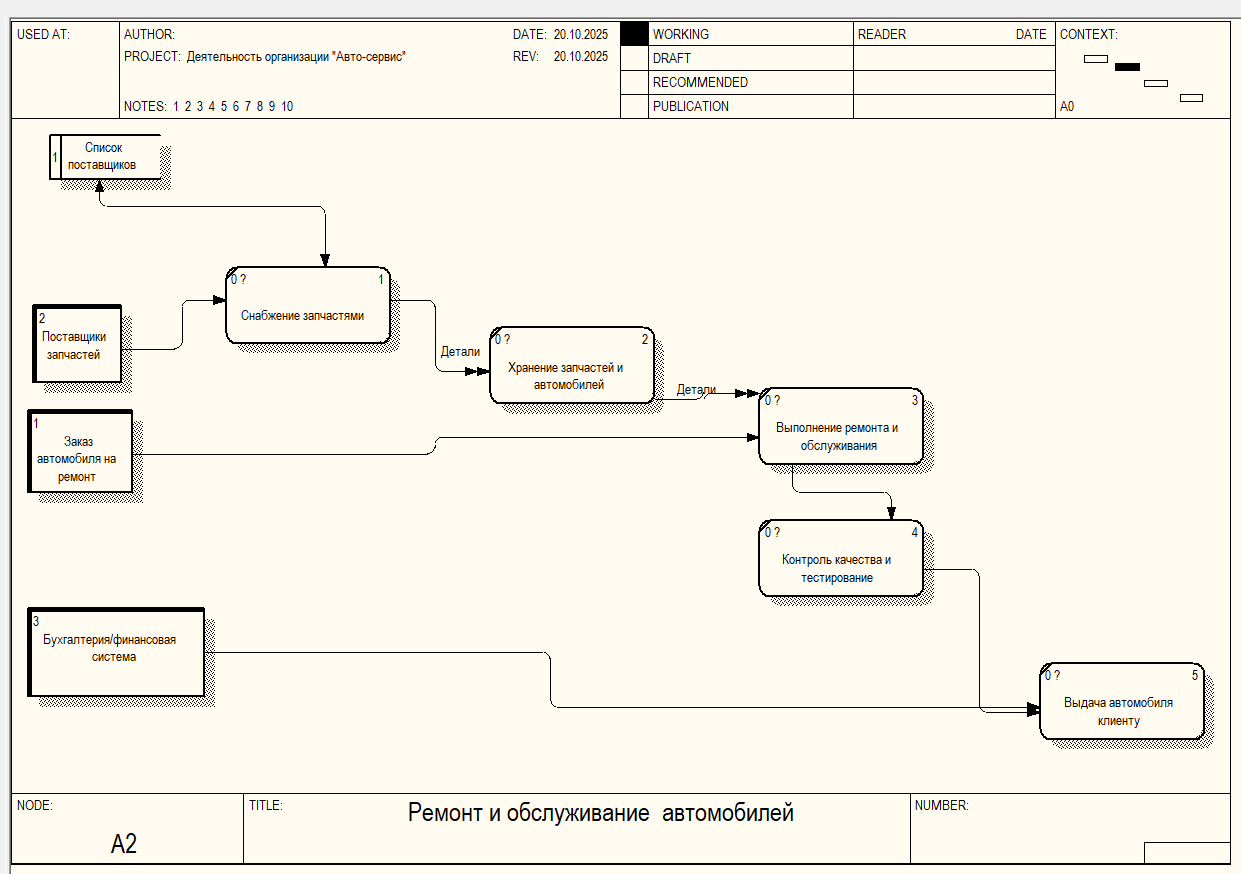 USED AT:
AUTHOR:
DATE: 20.10.2025
PROJECT: Деятельность организации "Авто-сервис"
REV: 20.10.2025
NOTES: 1 2 3 4 5 6 7 8 9 10
WORKING
DRAFT
RECOMMENDED
PUBLICATION
READER DATE
CONTEXT:
A0
1
Список
поставщиков
0 ? 1
Снабжение запчастями
2
Поставщики
запчастей
Детали
0 ? 2
Хранение запчастей и
автомобилей
Детали
0 ? 3
Выполнение ремонта и
обслуживания
1
Заказ
автомобиля на
ремонт
0 ? 4
Контроль качества и
тестирование
3
Бухгалтерия/финансовая
система
0 ? 5
Выдача автомобиля
клиенту
NODE:
A2
TITLE:
Ремонт и обслуживание автомобилей
NUMBER: